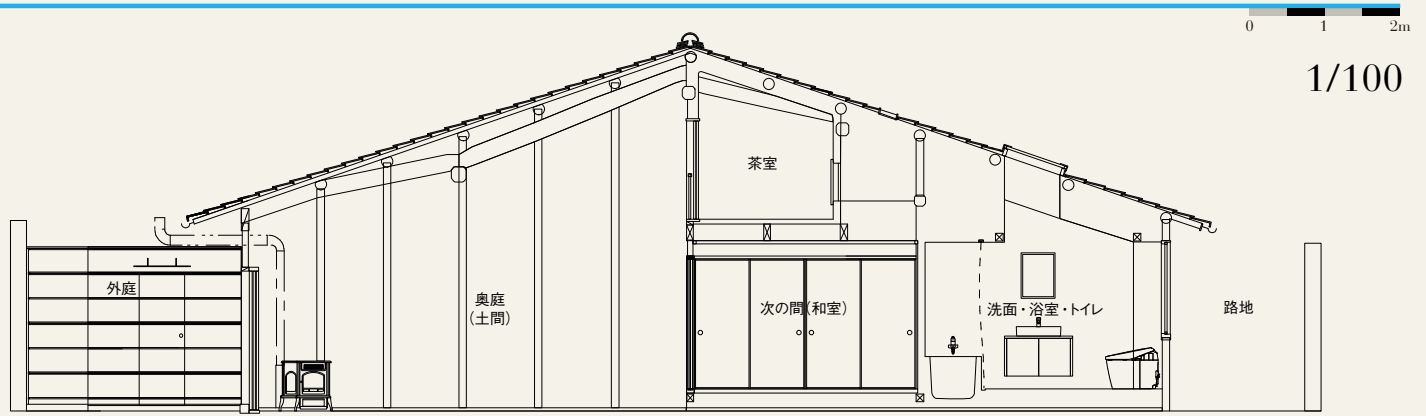 0 1 2m
1/100
茶室
外庭
奥庭
（土間）
次の間（和室）
洗面・浴室・トイレ
路地